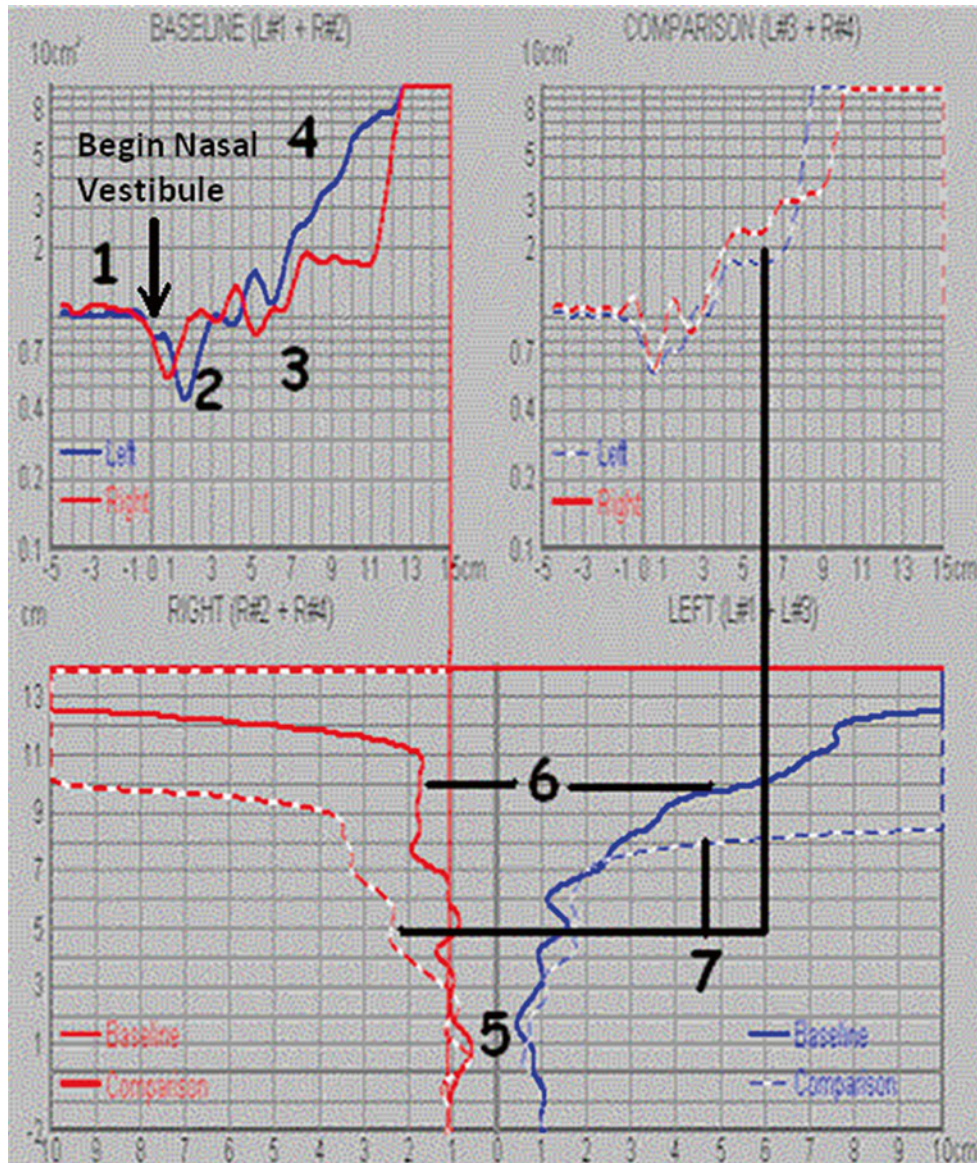 BASELINE (L#1 + R#2)
10cm²
8
5
3
2
0.7
0.4
0.2
0.1
Begin Nasal
Vestibule
1
2
3
4
Left
Right
-5 -3 -1 0 1 3 5 7 9 11 13 15cm
COMPARISON (L#3 + R#4)
10cm²
8
5
3
2
0.7
0.4
0.2
0.1
Left
Right
-5 -3 -1 0 1 3 5 7 9 11 13 15cm
cm
RIGHT (R#2 + R#4)
LEFT (L#1 + L#3)
13
11
9
7
5
3
1
-2
6
7
5
Baseline
Comparison
Baseline
Comparison
10 9 8 7 6 5 4 3 2 1 0 1 2 3 4 5 6 7 8 9 10cm